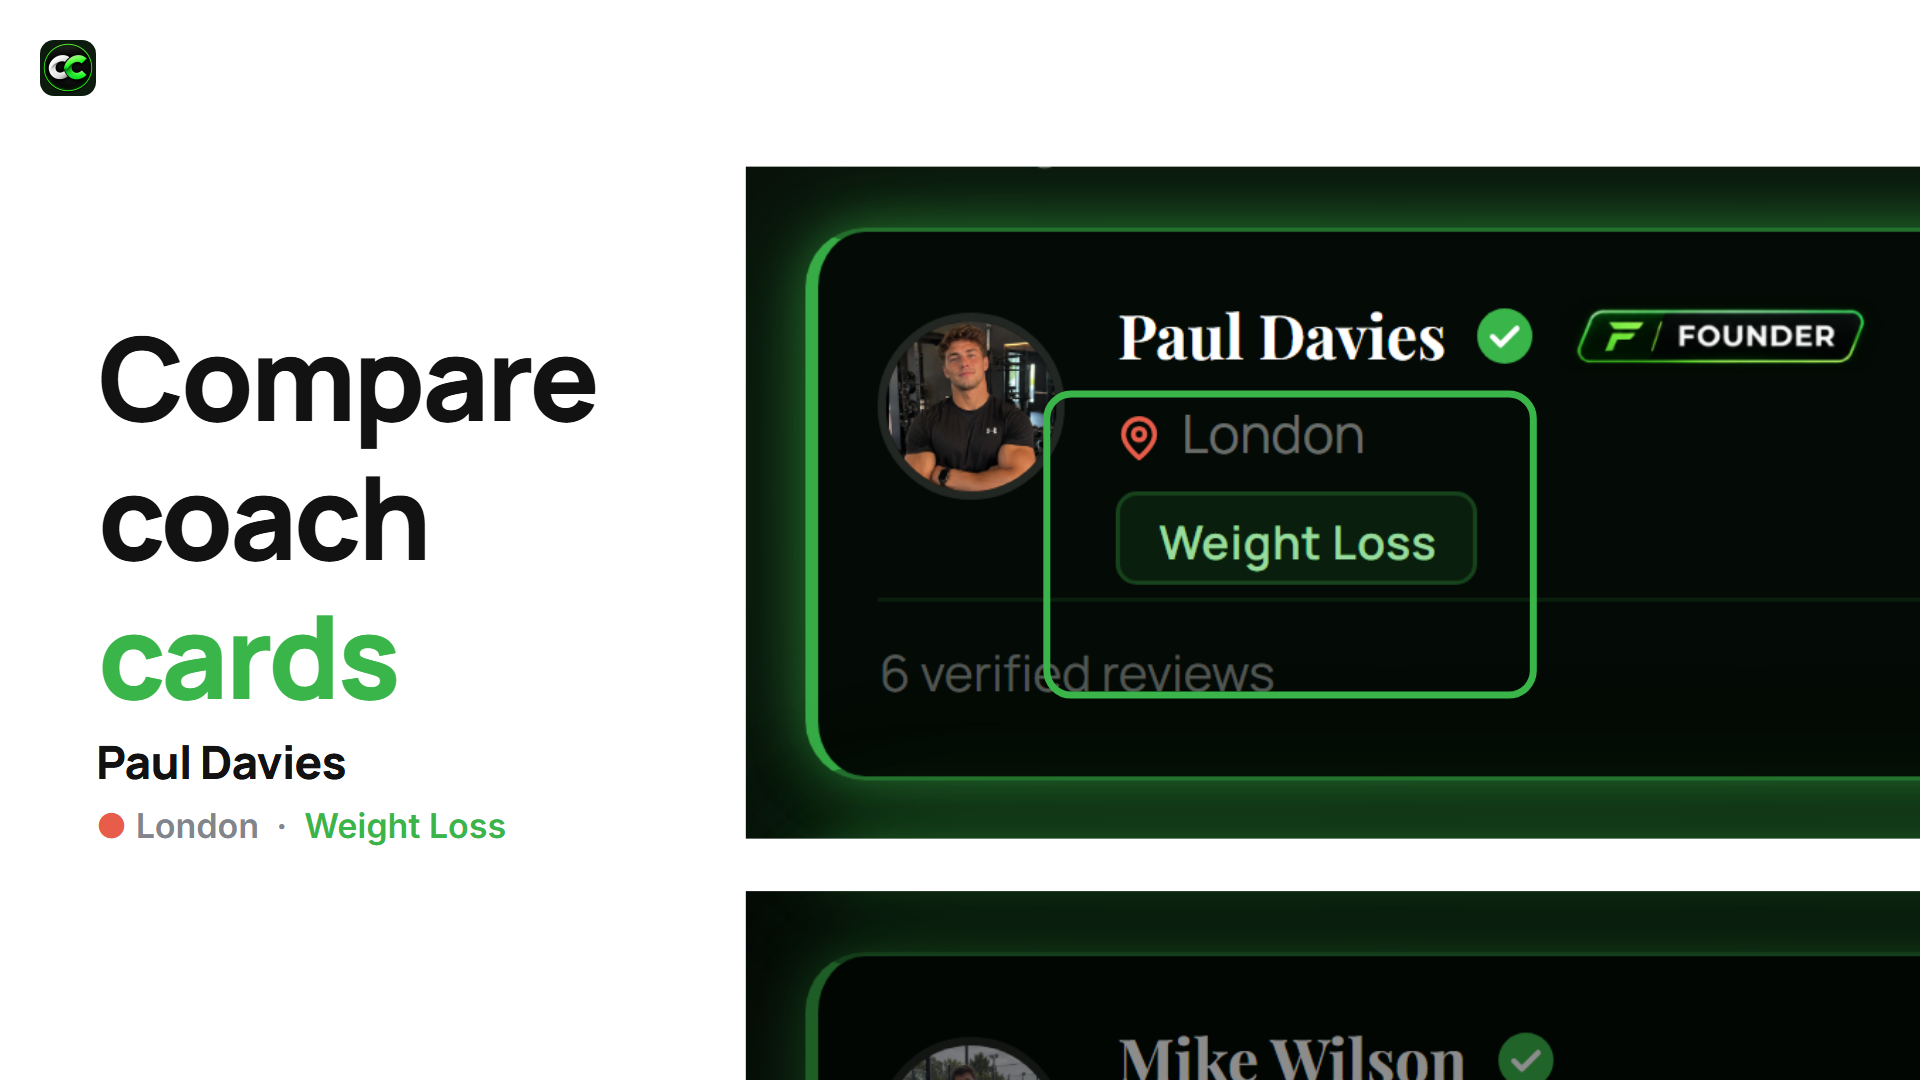 CC
Compare
coach
cards
Paul Davies
London · Weight Loss
Paul Davies
F / FOUNDER
London
Weight Loss
6 verified reviews
Mike Wilson